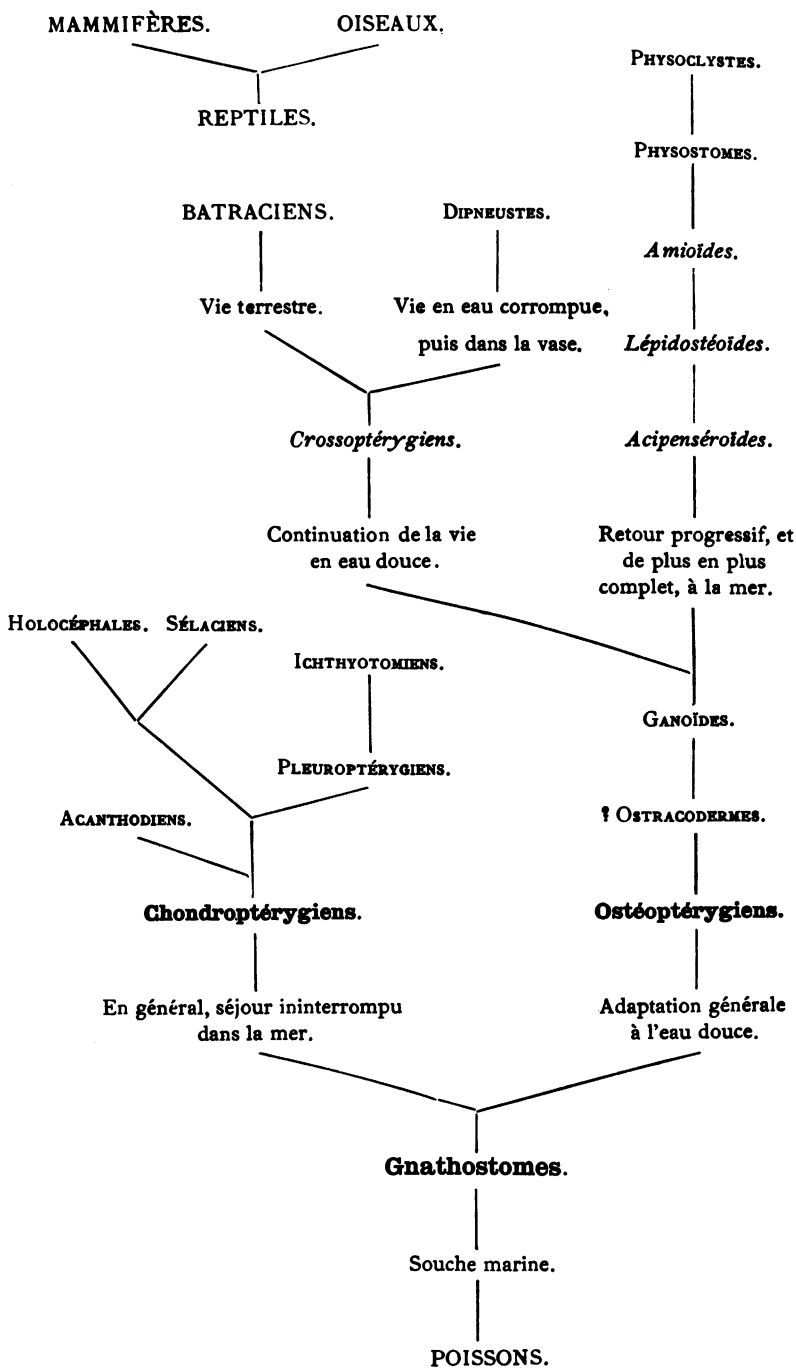 MAMMIFÈRES.
OISEAUX.
PHYSOCLYSTES.
REPTILES.
PHYSOSTOMES.
BATRACIENS.
DIPNEUSTES.
Amioïdes.
Vie terrestre.
Vie en eau corrompue,
puis dans la vase.
Lépidostéoïdes.
Crossoptérygiens.
Acipenséroïdes.
Continuation de la vie
en eau douce.
Retour progressif, et
de plus en plus
complet, à la mer.
HOLOCÉPHALES.
SÉLACIENS.
ICHTHYOTOMIENS.
GANOÏDES.
PLEUROPTÉRYGIENS.
ACANTHODIENS.
? OSTRACODERMES.
Chondroptérygiens.
Ostéoptérygiens.
En général, séjour ininterrompu
dans la mer.
Adaptation générale
à l'eau douce.
Gnathostomes.
Souche marine.
POISSONS.